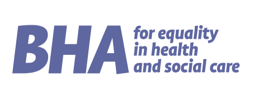 BHA
for equality
in health
and social care